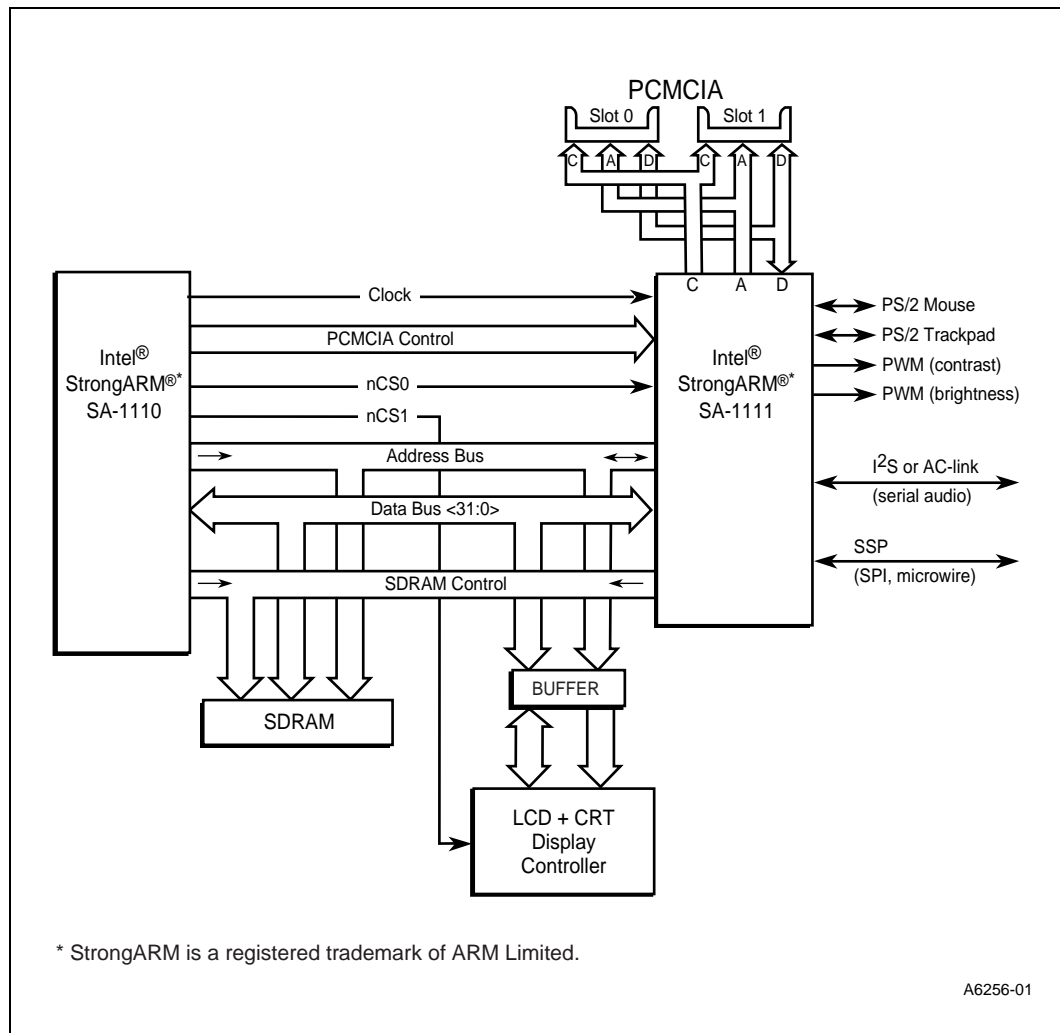 PCMCIA
Slot 0 Slot 1
C A D C A D
C A D
Clock
PCMCIA Control
Intel®
StrongARM®*
SA-1110
nCS0
nCS1
Address Bus
Data Bus <31:0>
SDRAM Control
Intel®
StrongARM®*
SA-1111
PS/2 Mouse
PS/2 Trackpad
PWM (contrast)
PWM (brightness)
I²S or AC-link
(serial audio)
SSP
(SPI, microwire)
BUFFER
SDRAM
LCD + CRT
Display
Controller
* StrongARM is a registered trademark of ARM Limited.
A6256-01